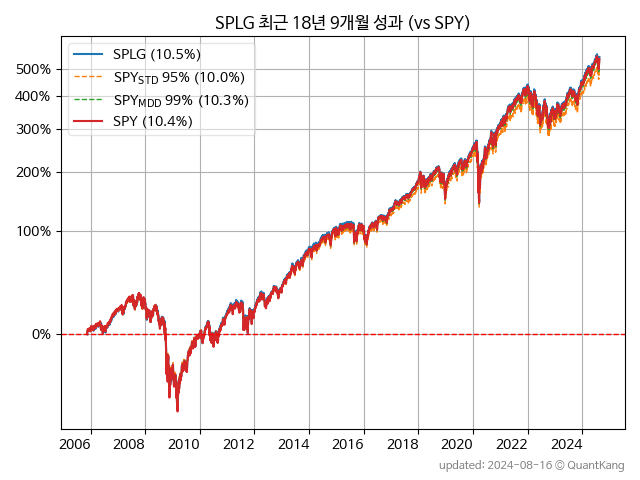 SPLG 최근 18년 9개월 성과 (vs SPY)
SPLG (10.5%)
SPY_STD 95% (10.0%)
SPY_MDD 99% (10.3%)
SPY (10.4%)
500%
400%
300%
200%
100%
0%
2006 2008 2010 2012 2014 2016 2018 2020 2022 2024
updated: 2024-08-16 © QuantKang